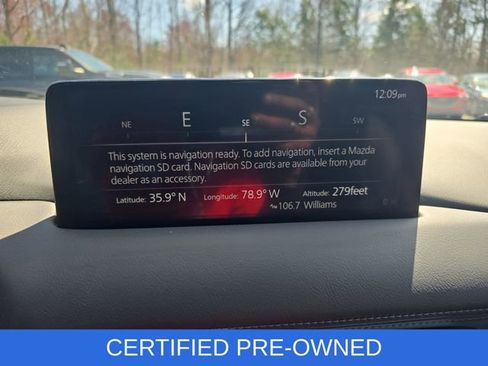 12:09pm
NE E SE S SW
This system is navigation ready. To add navigation, insert a Mazda
navigation SD card. Navigation SD cards are available from your
dealer as an accessory.
Latitude: 35.9° N Longitude: 78.9° W Altitude: 279feet
106.7 Williams
CERTIFIED PRE-OWNED